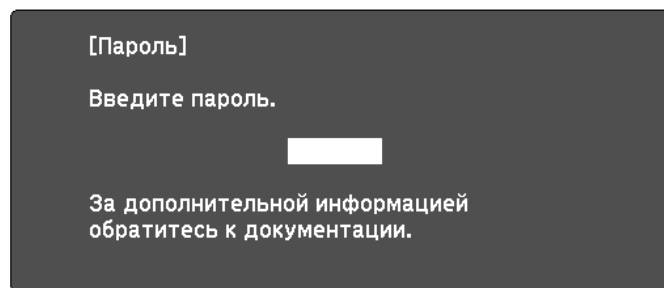 [Пароль]
Введите пароль.
За дополнительной информацией
обратитесь к документации.